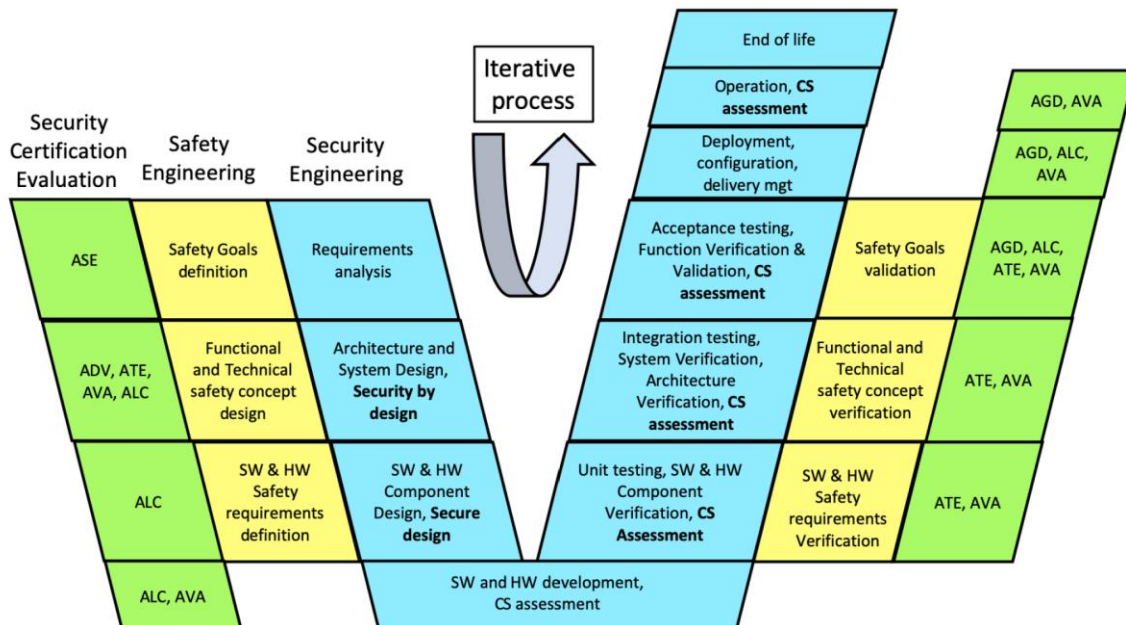 End of life
Iterative
process
Operation, CS
assessment
AGD, AVA
Security
Certification
Evaluation
Safety
Engineering
Security
Engineering
Deployment,
configuration,
delivery mgt
AGD, ALC,
AVA
ASE
Safety Goals
definition
Requirements
analysis
Acceptance testing,
Function Verification &
Validation, CS
assessment
Safety Goals
validation
AGD, ALC,
ATE, AVA
ADV, ATE,
AVA, ALC
Functional
and Technical
safety concept
design
Architecture and
System Design,
Security by
design
Integration testing,
System Verification,
Architecture
Verification, CS
assessment
Functional and
Technical
safety concept
verification
ATE, AVA
ALC
SW & HW
Safety
requirements
definition
SW & HW
Component
Design, Secure
design
Unit testing, SW & HW
Component
Verification, CS
Assessment
SW & HW
Safety
requirements
Verification
ATE, AVA
ALC, AVA
SW and HW development,
CS assessment